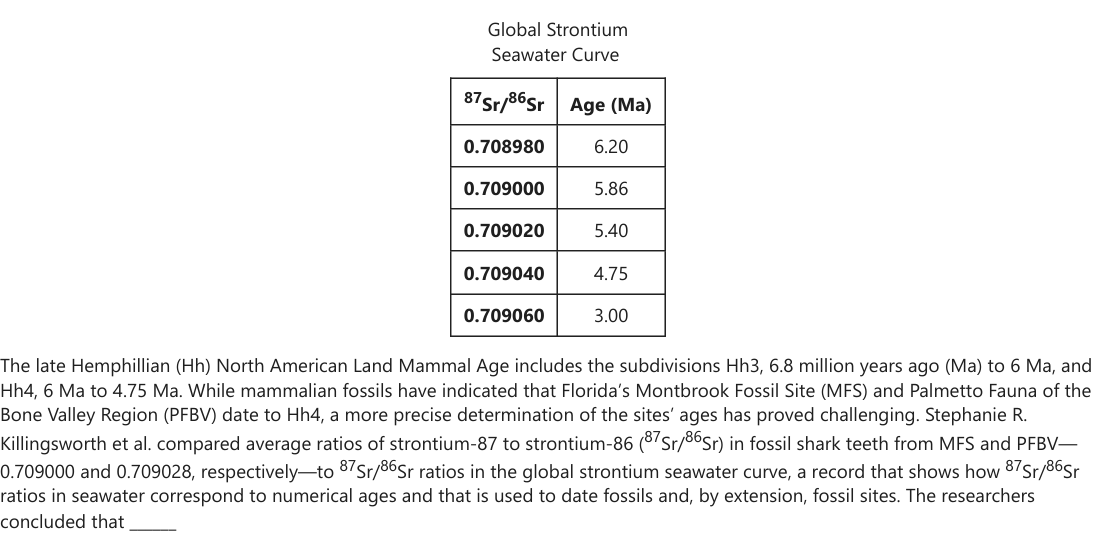 Global Strontium
Seawater Curve
87Sr/86Sr Age (Ma)
0.708980 6.20
0.709000 5.86
0.709020 5.40
0.709040 4.75
0.709060 3.00
The late Hemphillian (Hh) North American Land Mammal Age includes the subdivisions Hh3, 6.8 million years ago (Ma) to 6 Ma, and
Hh4, 6 Ma to 4.75 Ma. While mammalian fossils have indicated that Florida’s Montbrook Fossil Site (MFS) and Palmetto Fauna of the
Bone Valley Region (PFBV) date to Hh4, a more precise determination of the sites’ ages has proved challenging. Stephanie R.
Killingsworth et al. compared average ratios of strontium-87 to strontium-86 (87Sr/86Sr) in fossil shark teeth from MFS and PFBV—
0.709000 and 0.709028, respectively—to 87Sr/86Sr ratios in the global strontium seawater curve, a record that shows how 87Sr/86Sr
ratios in seawater correspond to numerical ages and that is used to date fossils and, by extension, fossil sites. The researchers
concluded that ______